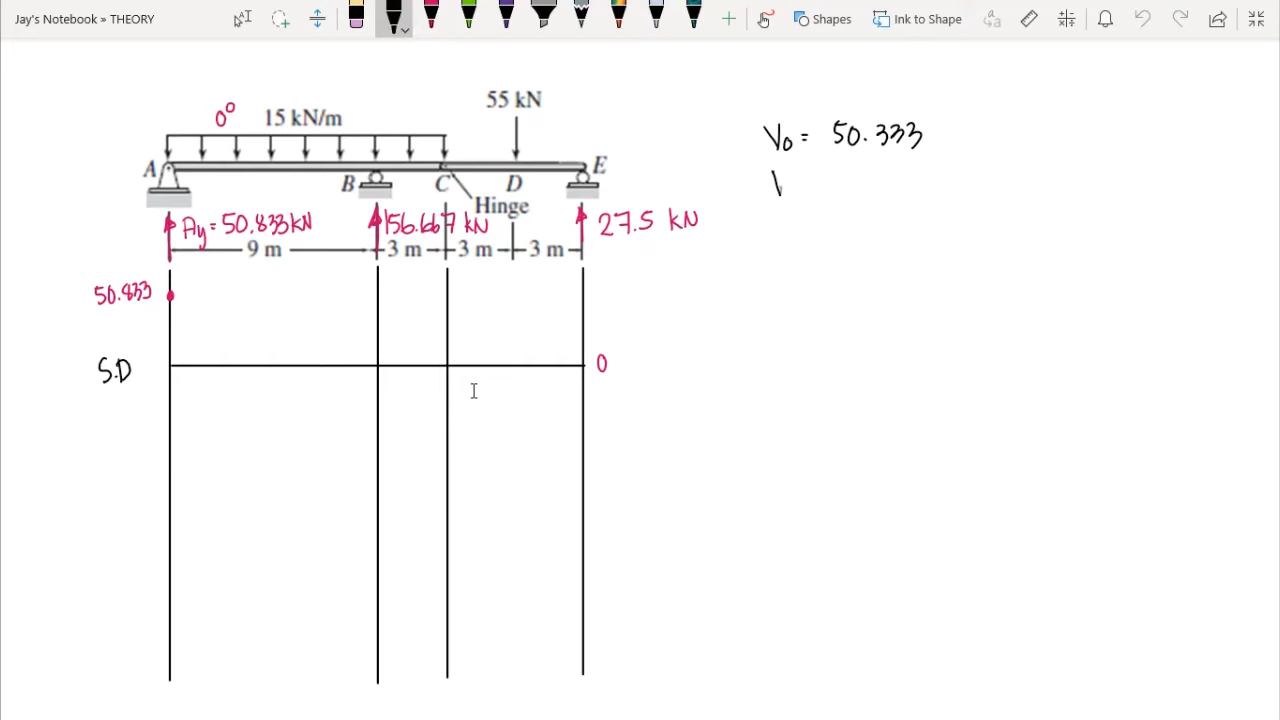 Jay's Notebook » THEORY
Shapes
Ink to Shape
55 kN
0° 15 kN/m
V₀ = 50.333
A
E
B
C
D
Hinge
Ay = 50.833 kN
156.667 kN
27.5 kN
9 m
3 m
3 m
3 m
50.833
S.D
0